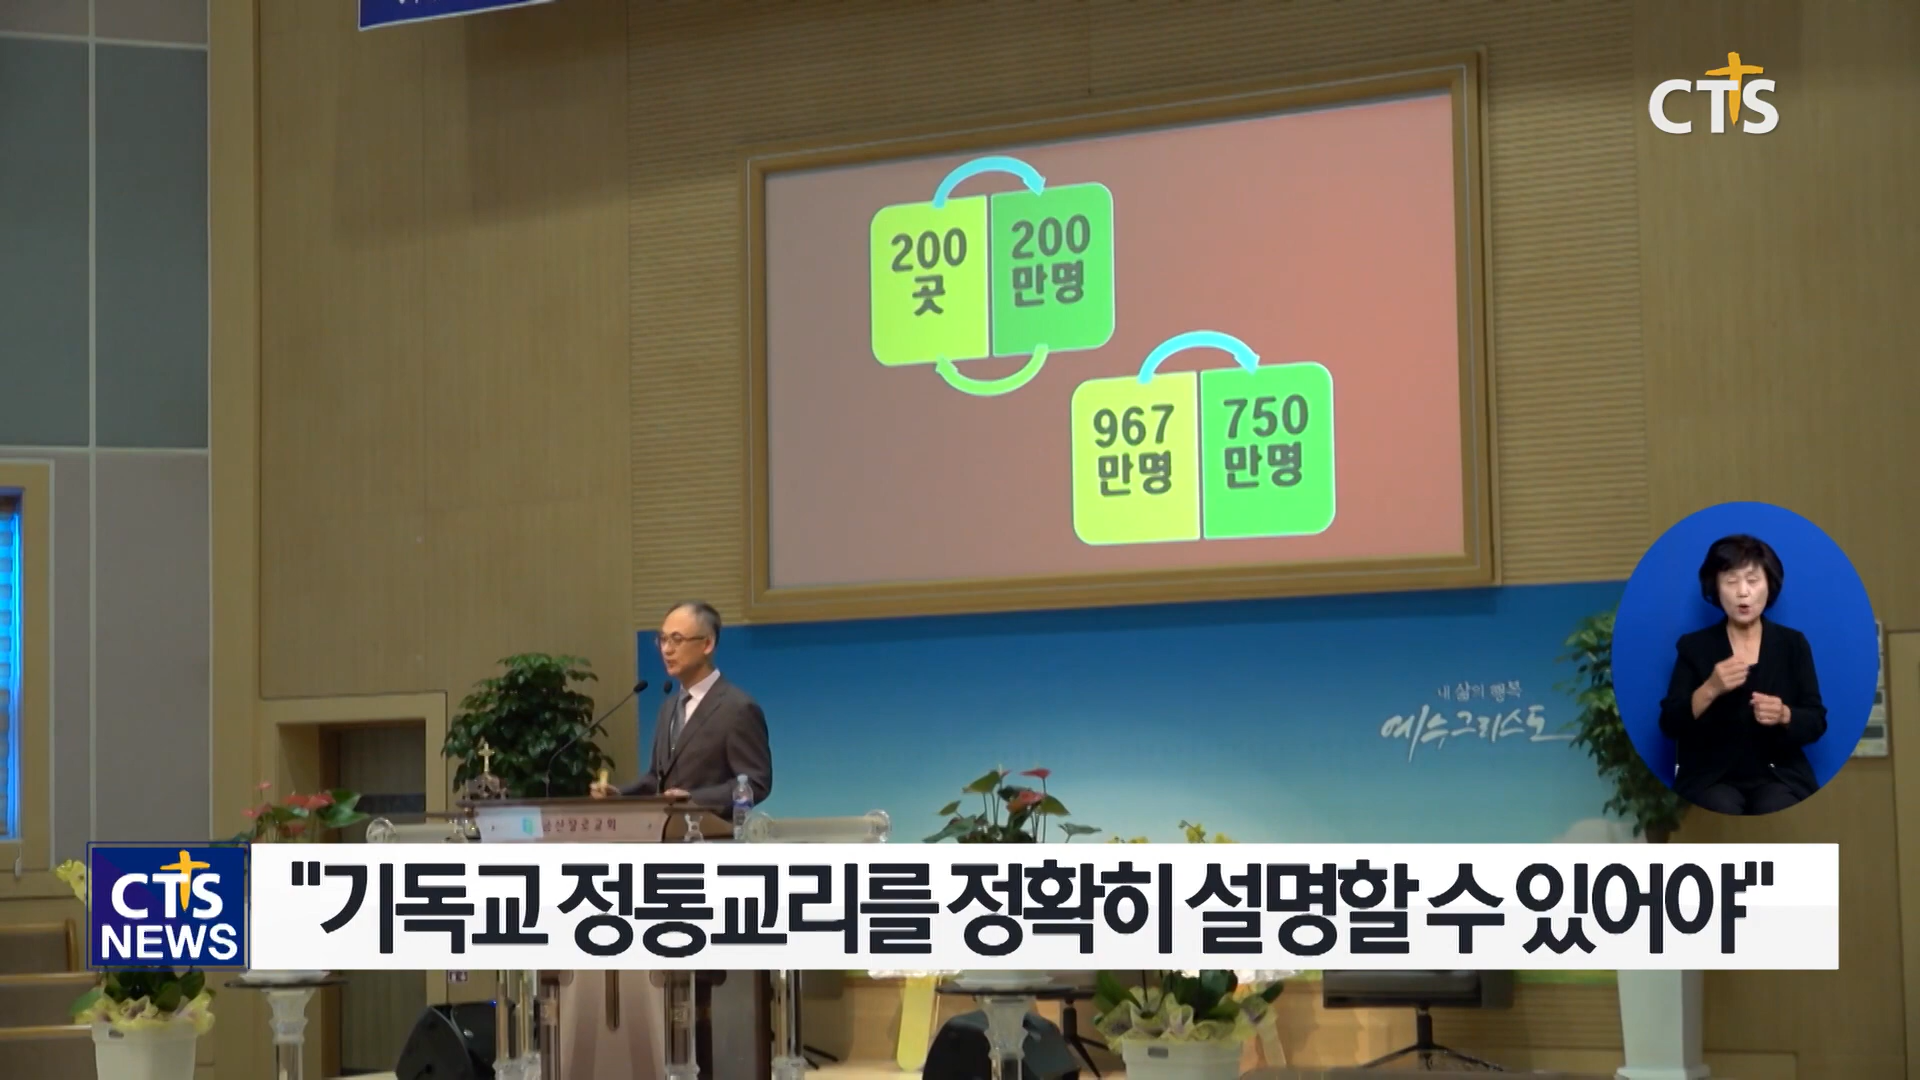 CTS
200
곳
200
만명
967
만명
750
만명
내 삶의 행복
예수그리스도
CTS
NEWS
"기독교 정통교리를 정확히 설명할 수 있어야"